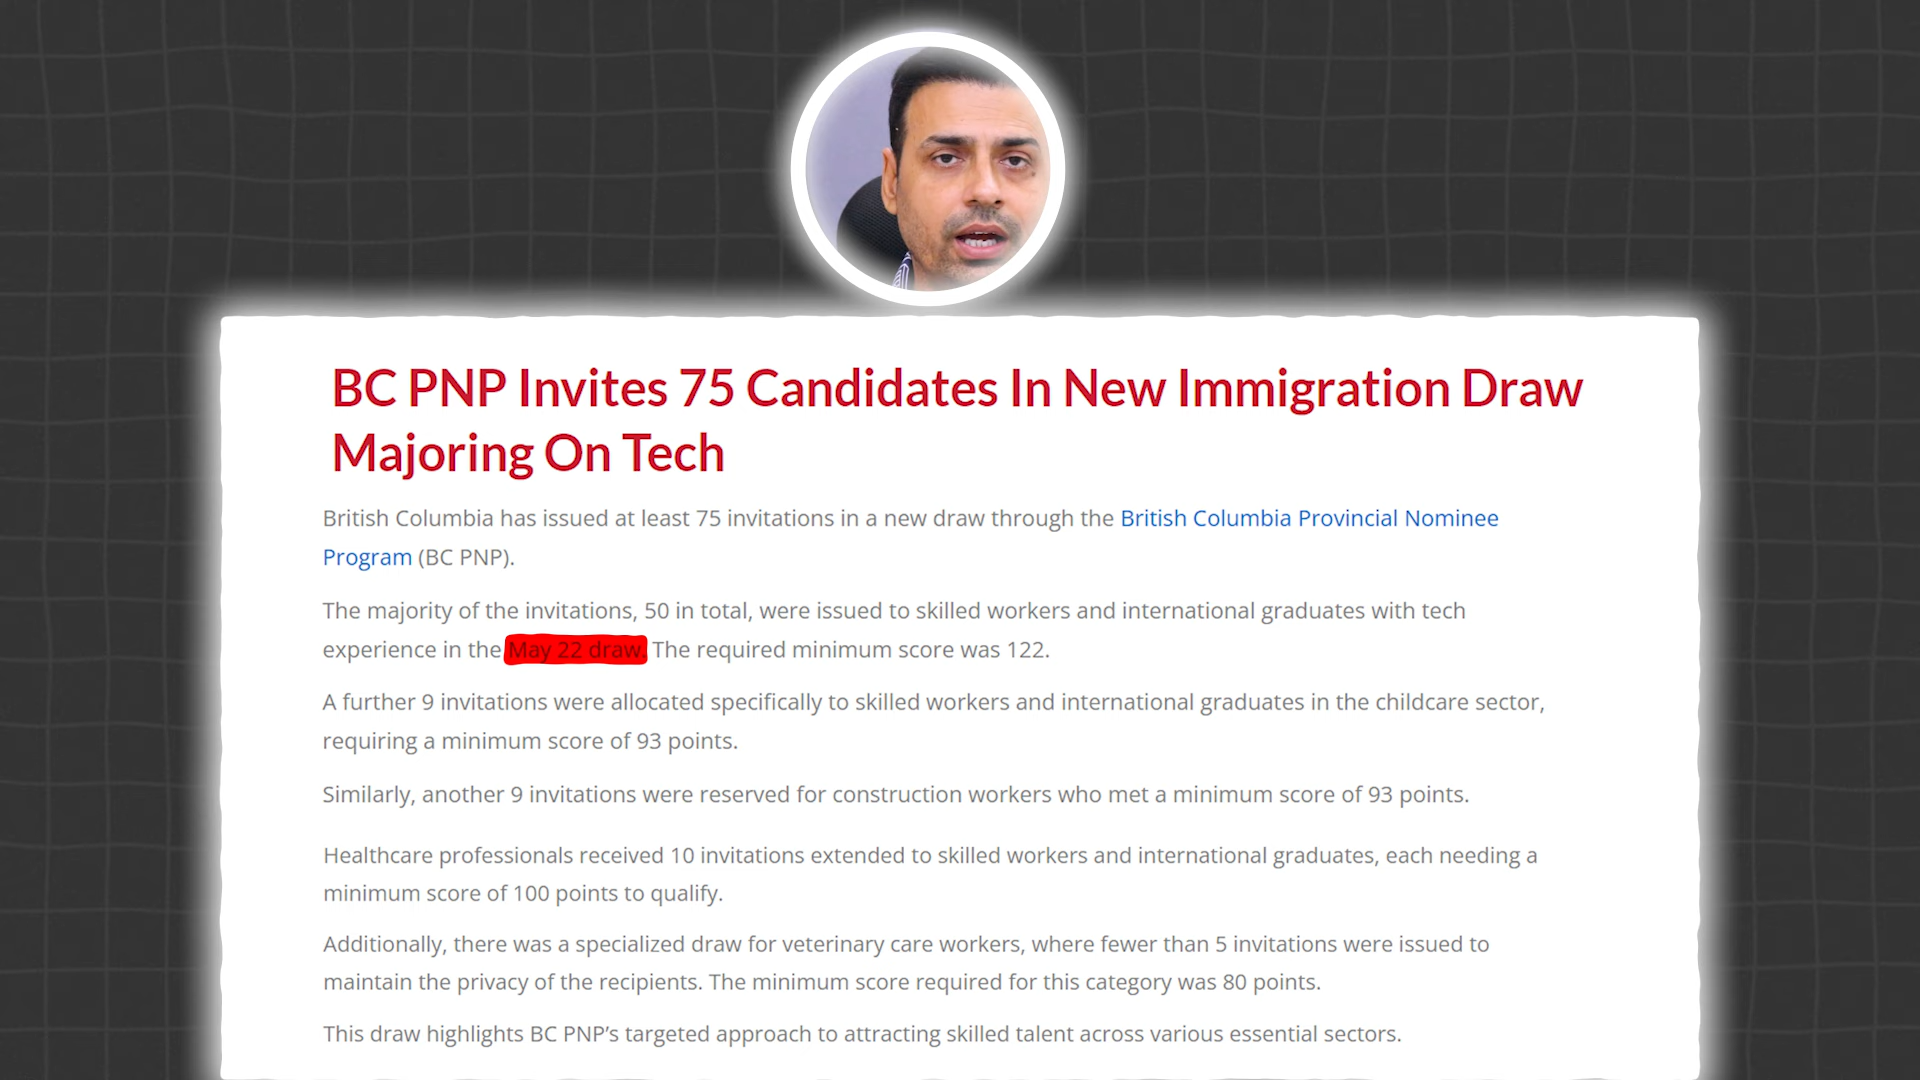 BC PNP Invites 75 Candidates In New Immigration Draw
Majoring On Tech
British Columbia has issued at least 75 invitations in a new draw through the British Columbia Provincial Nominee
Program (BC PNP).
The majority of the invitations, 50 in total, were issued to skilled workers and international graduates with tech
experience in the May 22 draw. The required minimum score was 122.
A further 9 invitations were allocated specifically to skilled workers and international graduates in the childcare sector,
requiring a minimum score of 93 points.
Similarly, another 9 invitations were reserved for construction workers who met a minimum score of 93 points.
Healthcare professionals received 10 invitations extended to skilled workers and international graduates, each needing a
minimum score of 100 points to qualify.
Additionally, there was a specialized draw for veterinary care workers, where fewer than 5 invitations were issued to
maintain the privacy of the recipients. The minimum score required for this category was 80 points.
This draw highlights BC PNP’s targeted approach to attracting skilled talent across various essential sectors.